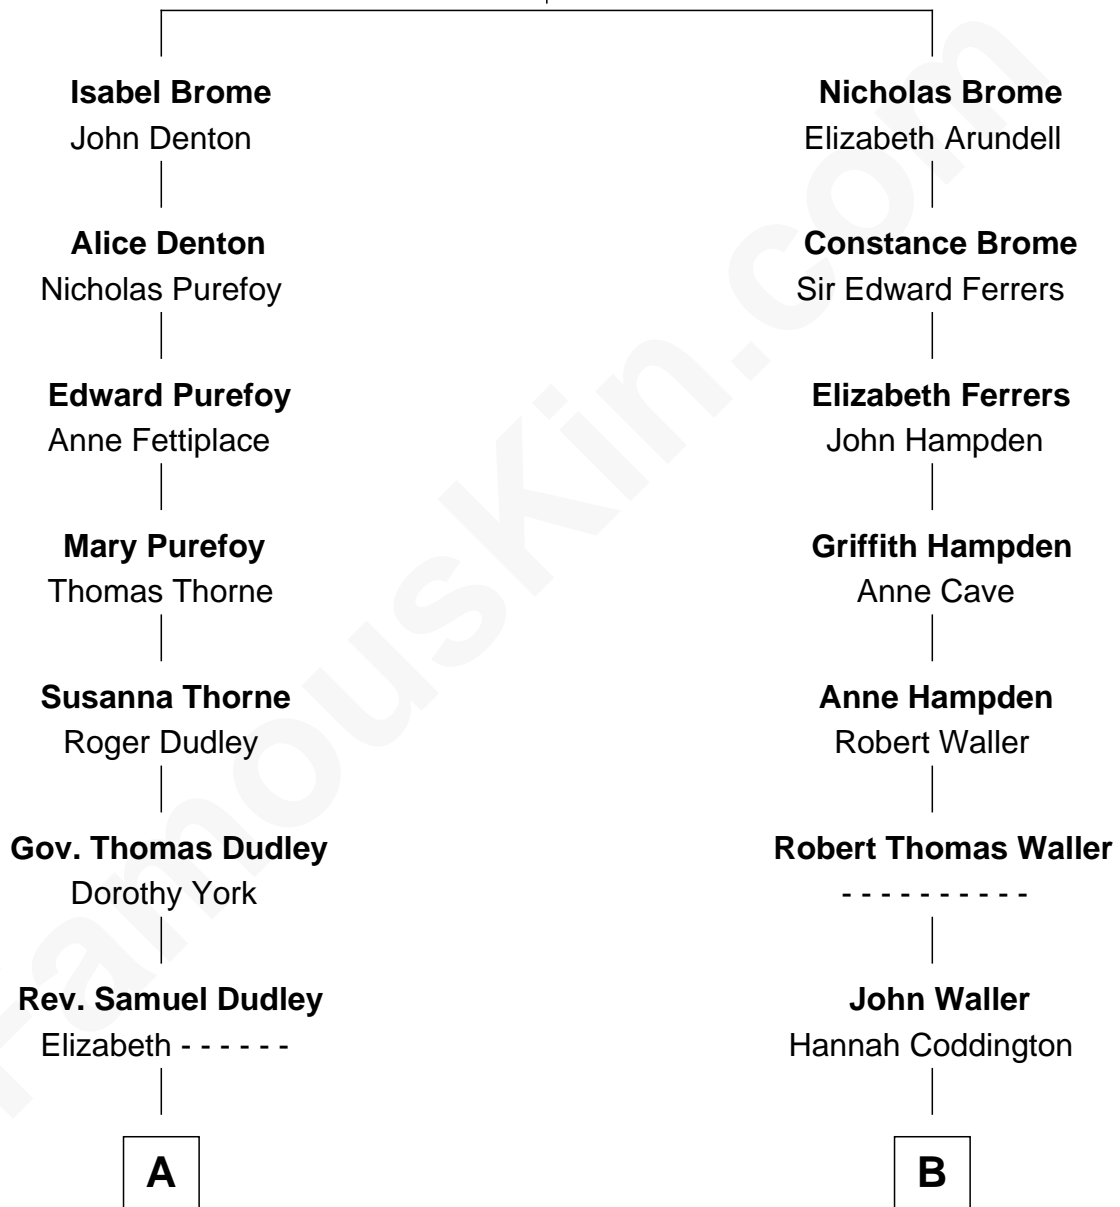 Isabel Brome
John Denton
Nicholas Brome
Elizabeth Arundell
Alice Denton
Nicholas Purefoy
Constance Brome
Sir Edward Ferrers
Edward Purefoy
Anne Fettiplace
Elizabeth Ferrers
John Hampden
Mary Purefoy
Thomas Thorne
Griffith Hampden
Anne Cave
Susanna Thorne
Roger Dudley
Anne Hampden
Robert Waller
Gov. Thomas Dudley
Dorothy York
Robert Thomas Waller
- - - - - - - - - -
Rev. Samuel Dudley
Elizabeth - - - - - -
John Waller
Hannah Coddington
A
B
FamousKin.com